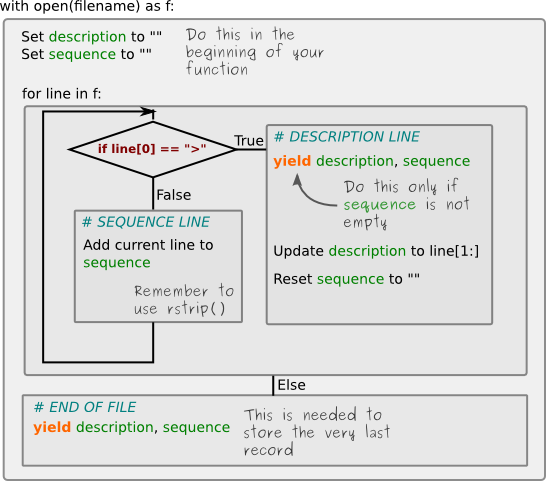 with open(filename) as f:
Set description to ""
Set sequence to ""
Do this in the
beginning of your
function
for line in f:
if line[0] == ">"
True
False
# DESCRIPTION LINE
yield description, sequence
Do this only if
sequence is not
empty
Update description to line[1:]
Reset sequence to ""
# SEQUENCE LINE
Add current line to
sequence
Remember to
use rstrip()
Else
# END OF FILE
yield description, sequence
This is needed to
store the very last
record